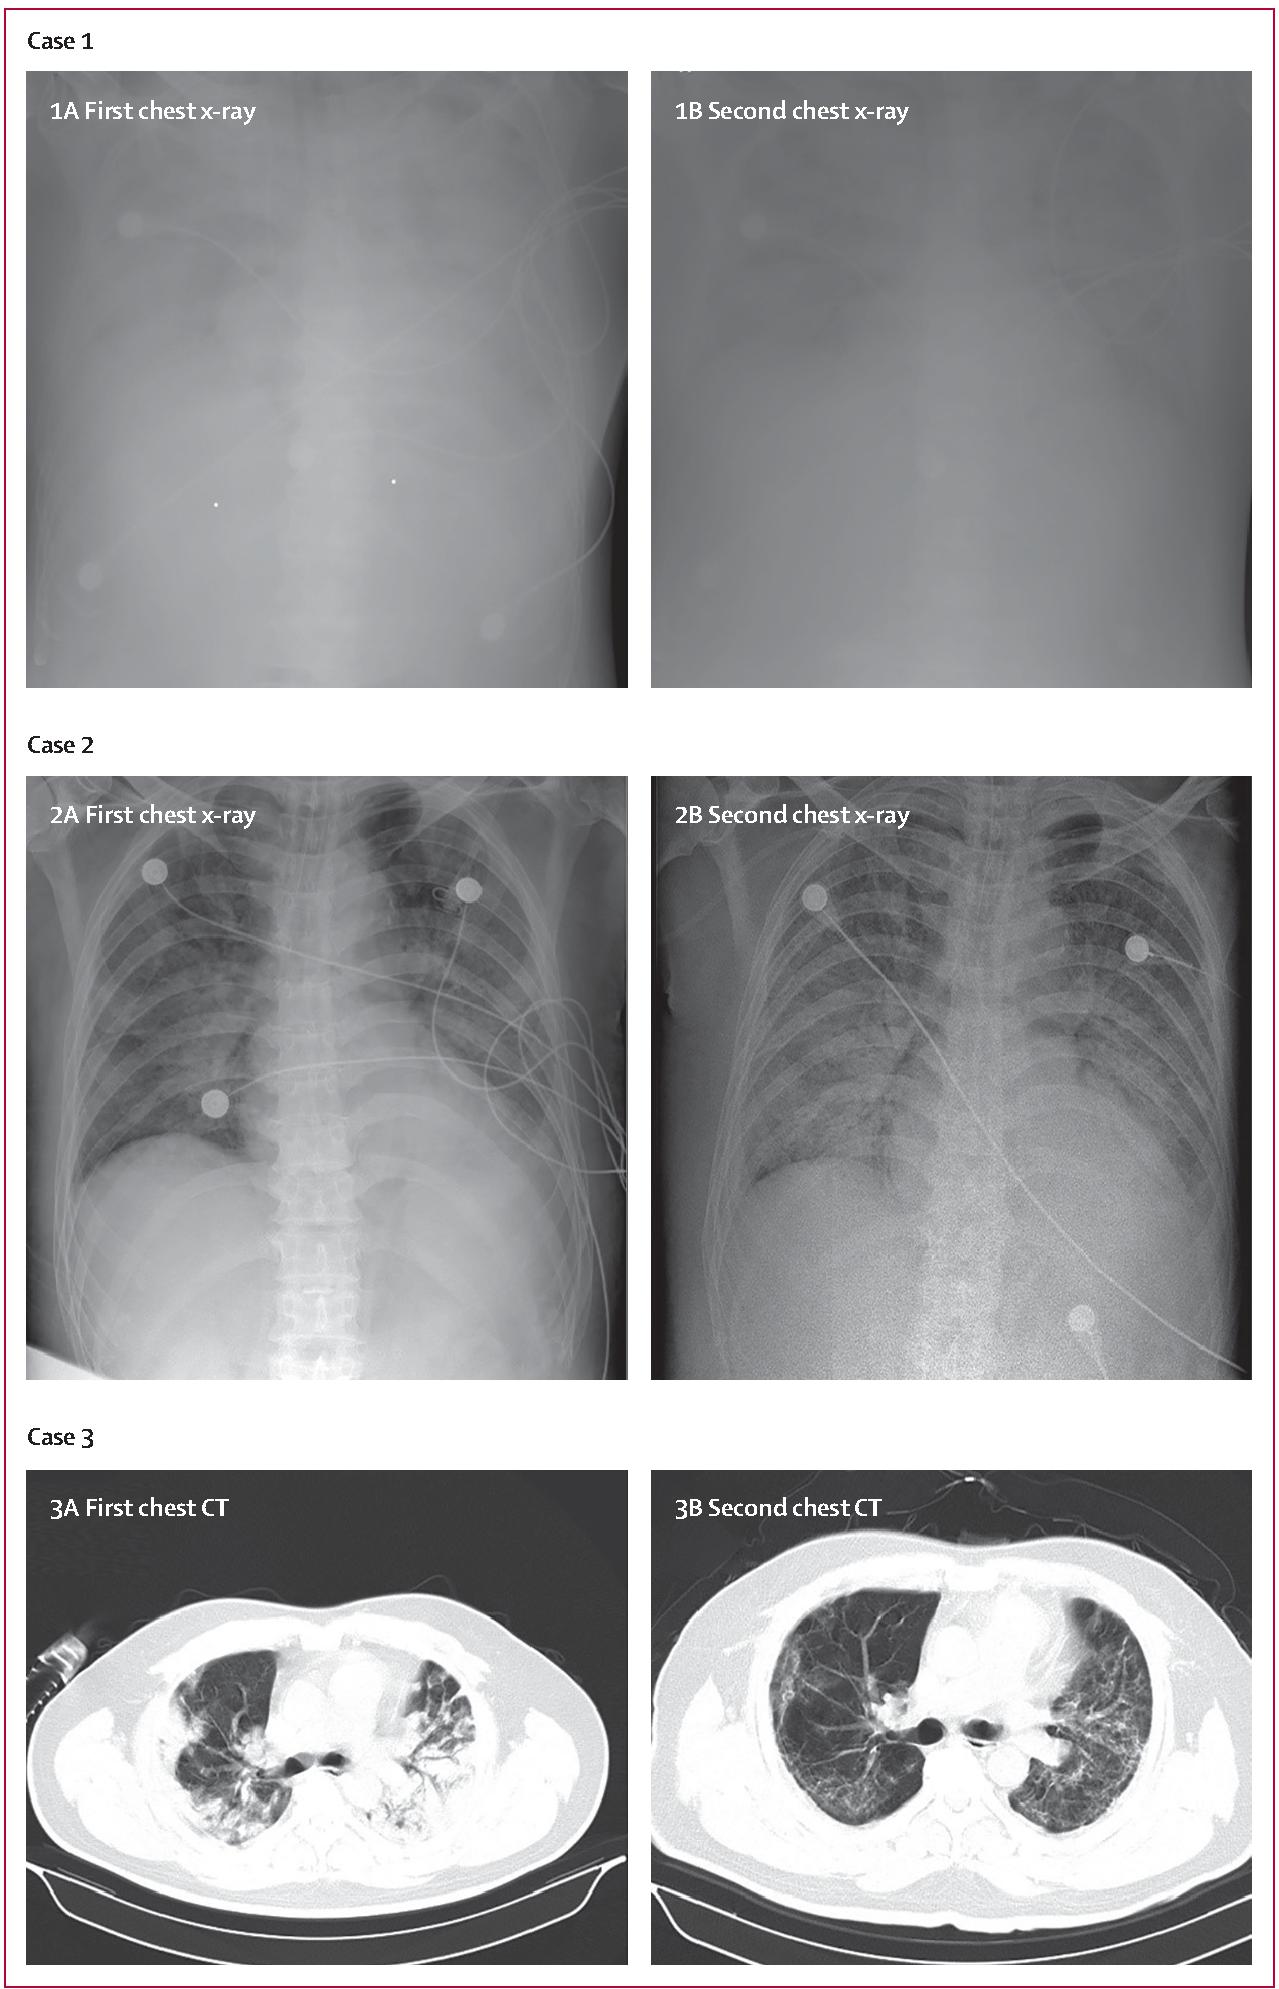 Case 1
1A First chest x-ray
1B Second chest x-ray
Case 2
2A First chest x-ray
2B Second chest x-ray
Case 3
3A First chest CT
3B Second chest CT